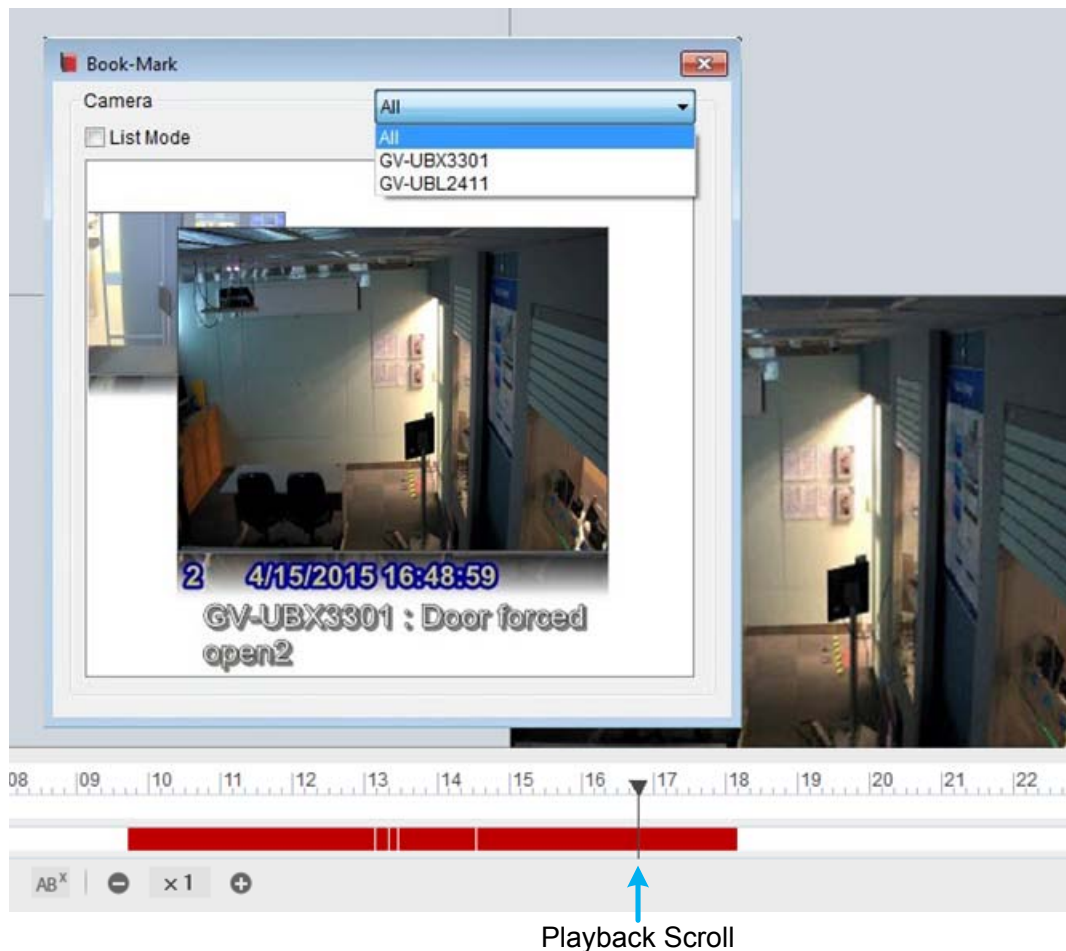 Book-Mark
Camera
All
List Mode
All
GV-UBX3301
GV-UBL2411
2 4/15/2015 16:48:59
GV-UBX3301 : Door forced
open2
08 09 10 11 12 13 14 15 16 17 18 19 20 21 22
ABX ×1
Playback Scroll